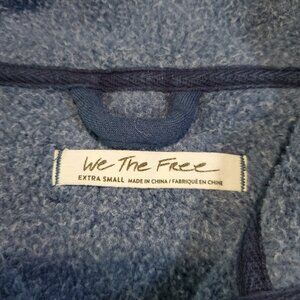 We The Free
EXTRA SMALL MADE IN CHINA / FABRIQUÉ EN CHINE